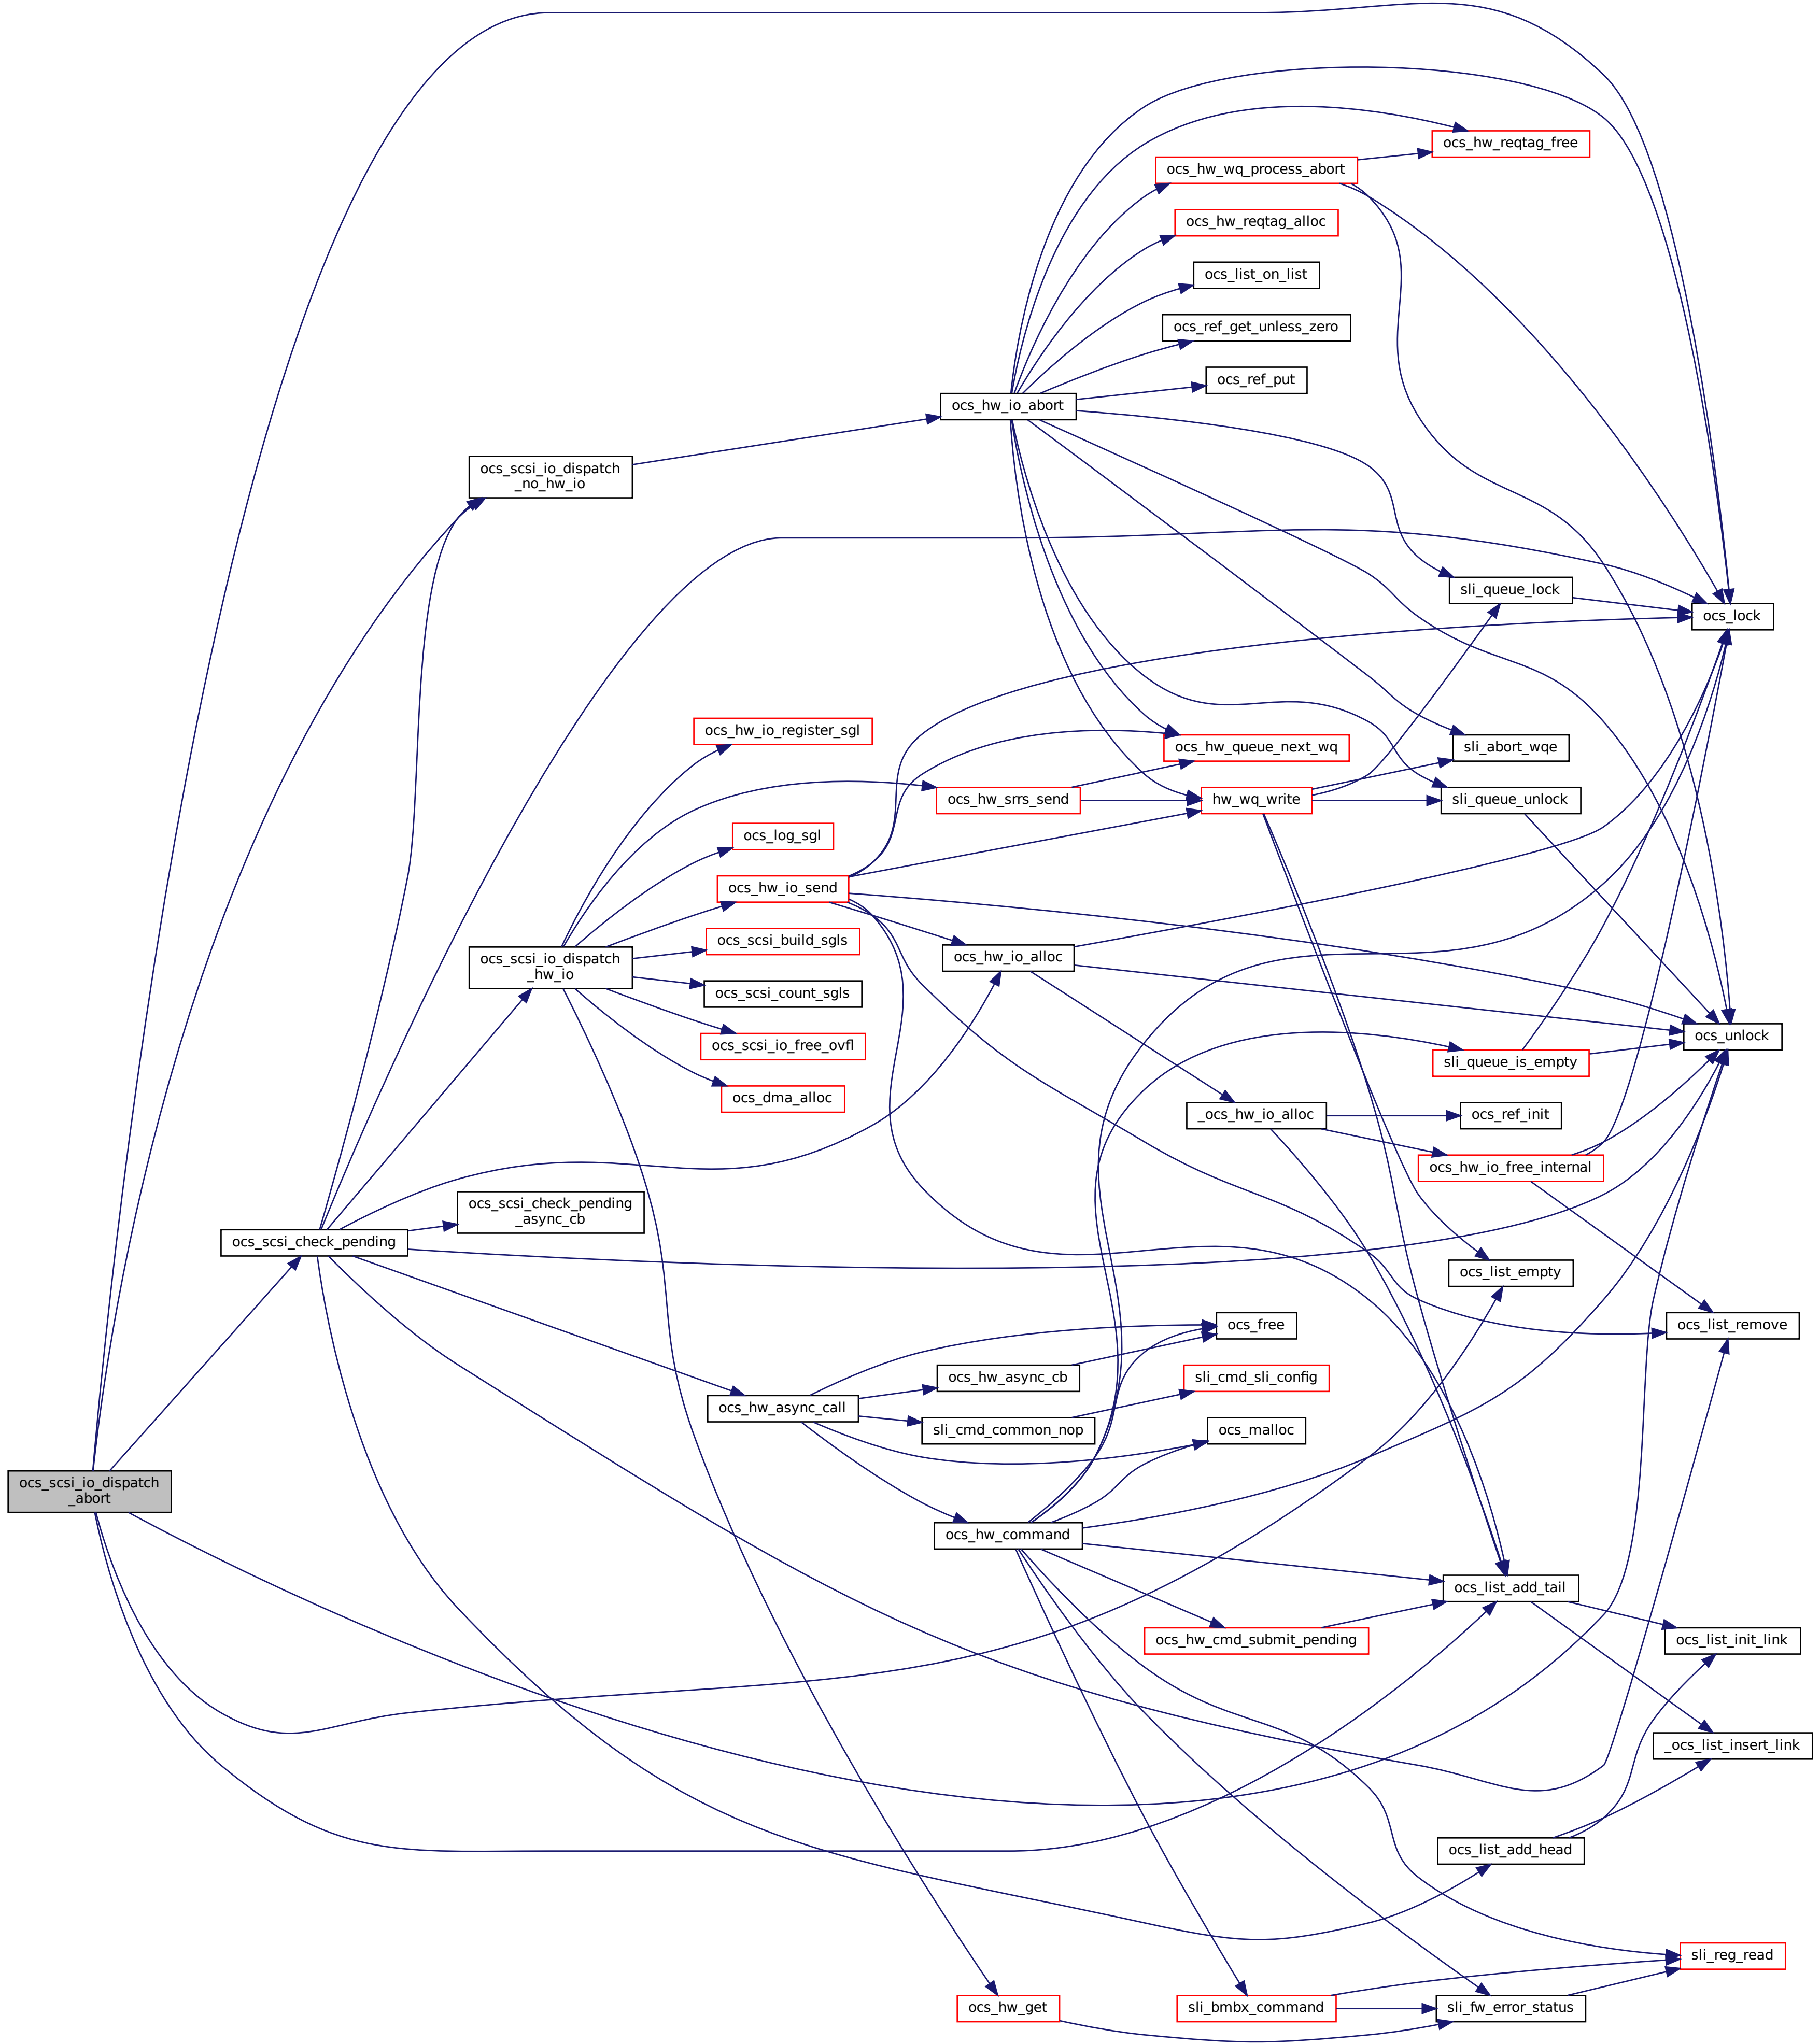 ocs_hw_reqtag_free
ocs_hw_wq_process_abort
ocs_hw_reqtag_alloc
ocs_list_on_list
ocs_ref_get_unless_zero
ocs_ref_put
ocs_hw_io_abort
ocs_scsi_io_dispatch
_no_hw_io
sli_queue_lock
ocs_lock
ocs_hw_io_register_sgl
ocs_hw_queue_next_wq
sli_abort_wqe
ocs_hw_srrs_send
hw_wq_write
sli_queue_unlock
ocs_log_sgl
ocs_hw_io_send
ocs_scsi_build_sgls
ocs_hw_io_alloc
ocs_scsi_io_dispatch
_hw_io
ocs_scsi_count_sgls
ocs_unlock
ocs_scsi_io_free_ovfl
sli_queue_is_empty
ocs_dma_alloc
_ocs_hw_io_alloc
ocs_ref_init
ocs_hw_io_free_internal
ocs_scsi_check_pending
_async_cb
ocs_scsi_check_pending
ocs_list_empty
ocs_free
ocs_list_remove
ocs_hw_async_cb
sli_cmd_sli_config
ocs_hw_async_call
sli_cmd_common_nop
ocs_malloc
ocs_scsi_io_dispatch
_abort
ocs_hw_command
ocs_list_add_tail
ocs_hw_cmd_submit_pending
ocs_list_init_link
_ocs_list_insert_link
ocs_list_add_head
sli_reg_read
ocs_hw_get
sli_bmbx_command
sli_fw_error_status